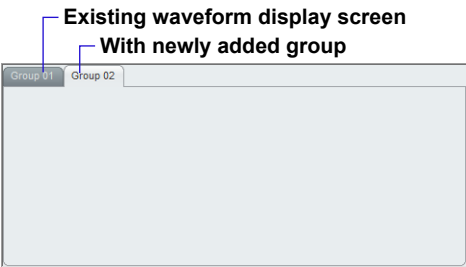 Existing waveform display screen
With newly added group
Group 01 Group 02